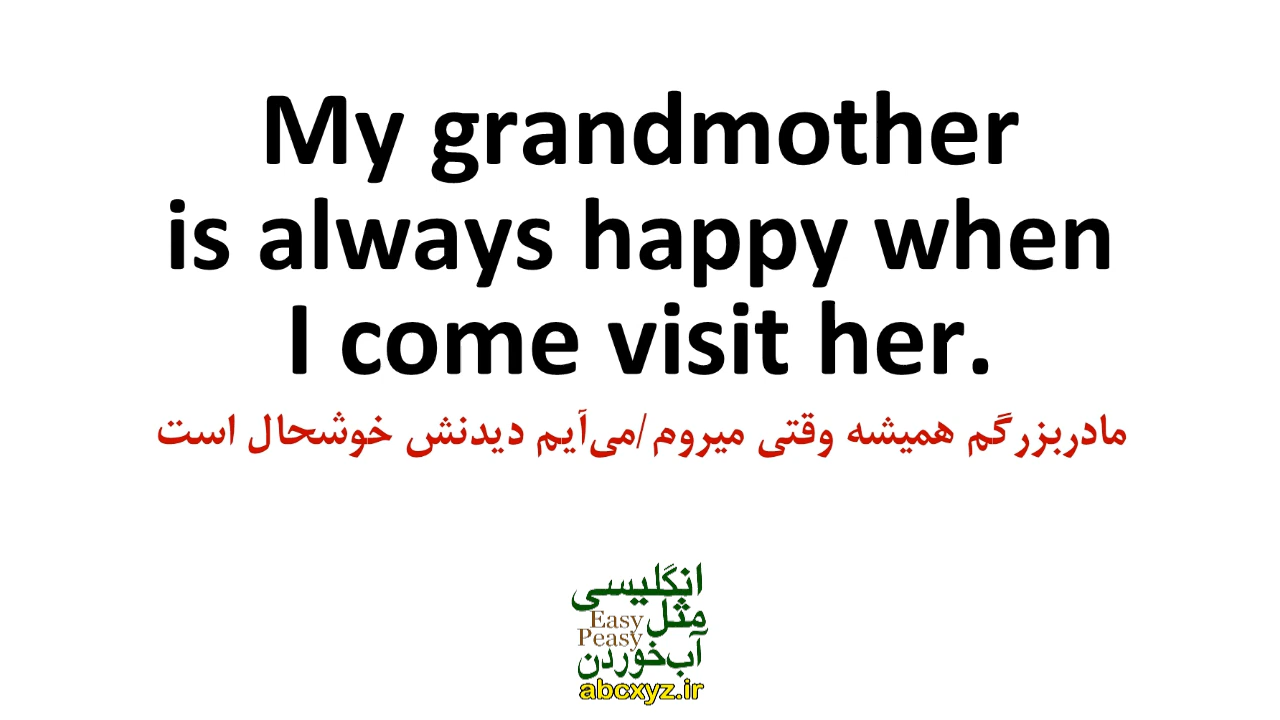 My grandmother
is always happy when
I come visit her.
مادربزرگم همیشه وقتی میروم/می‌آیم دیدنش خوشحال است
انگلیسی
مثل
Easy
Peasy
آب‌خوردن
abcxyz.ir